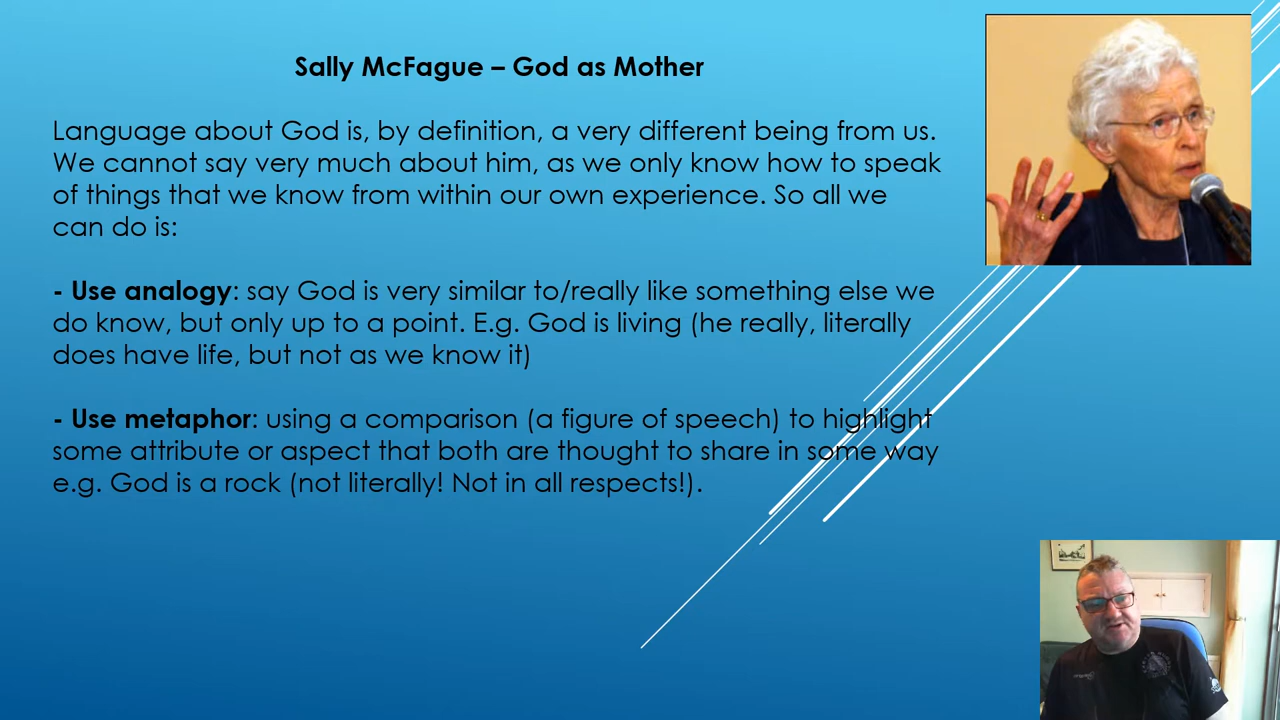 Sally McFague – God as Mother
Language about God is, by definition, a very different being from us.
We cannot say very much about him, as we only know how to speak
of things that we know from within our own experience. So all we
can do is:
- Use analogy: say God is very similar to/really like something else we
do know, but only up to a point. E.g. God is living (he really, literally
does have life, but not as we know it)
- Use metaphor: using a comparison (a figure of speech) to highlight
some attribute or aspect that both are thought to share in some way
e.g. God is a rock (not literally! Not in all respects!).